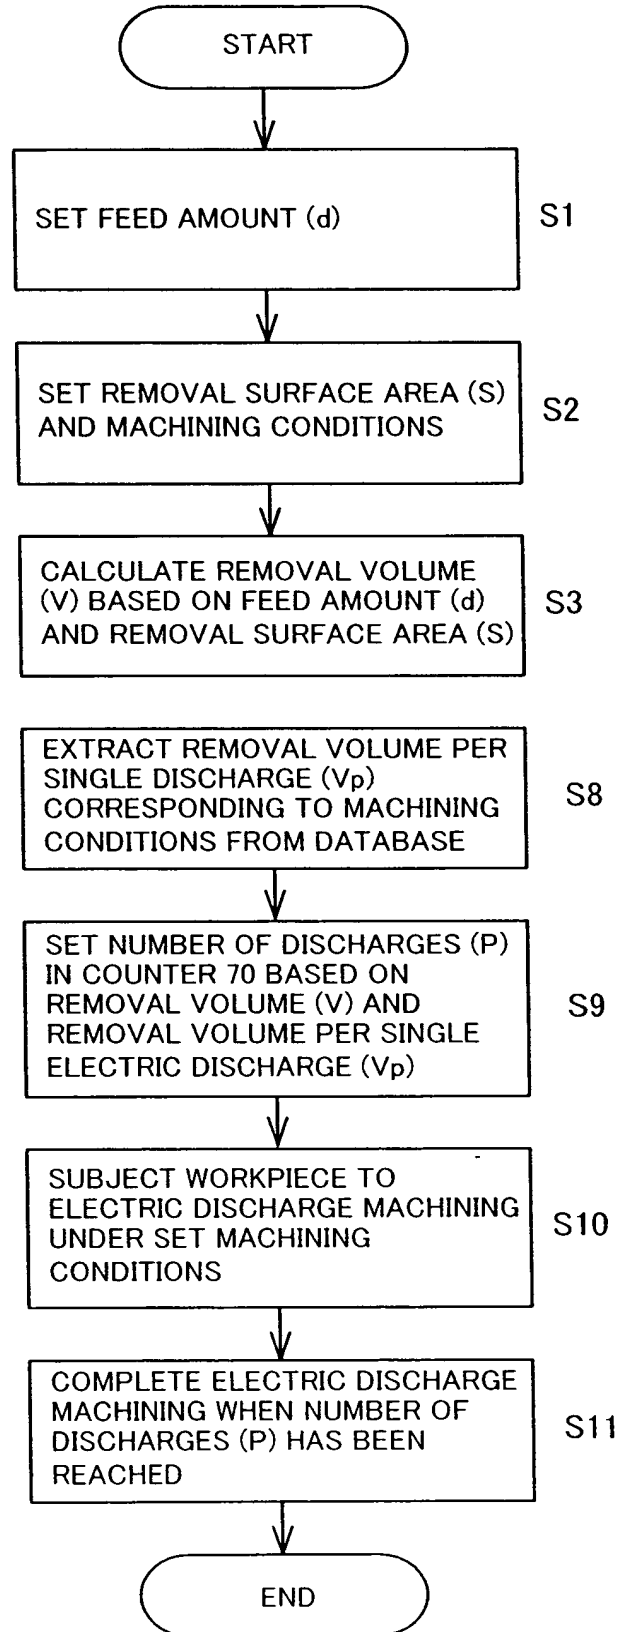 START
SET FEED AMOUNT (d)
S1
SET REMOVAL SURFACE AREA (S)
AND MACHINING CONDITIONS
S2
CALCULATE REMOVAL VOLUME
(V) BASED ON FEED AMOUNT (d)
AND REMOVAL SURFACE AREA (S)
S3
EXTRACT REMOVAL VOLUME PER
SINGLE DISCHARGE (Vp)
CORRESPONDING TO MACHINING
CONDITIONS FROM DATABASE
S8
SET NUMBER OF DISCHARGES (P)
IN COUNTER 70 BASED ON
REMOVAL VOLUME (V) AND
REMOVAL VOLUME PER SINGLE
ELECTRIC DISCHARGE (Vp)
S9
SUBJECT WORKPIECE TO
ELECTRIC DISCHARGE MACHINING
UNDER SET MACHINING
CONDITIONS
S10
COMPLETE ELECTRIC DISCHARGE
MACHINING WHEN NUMBER OF
DISCHARGES (P) HAS BEEN
REACHED
S11
END